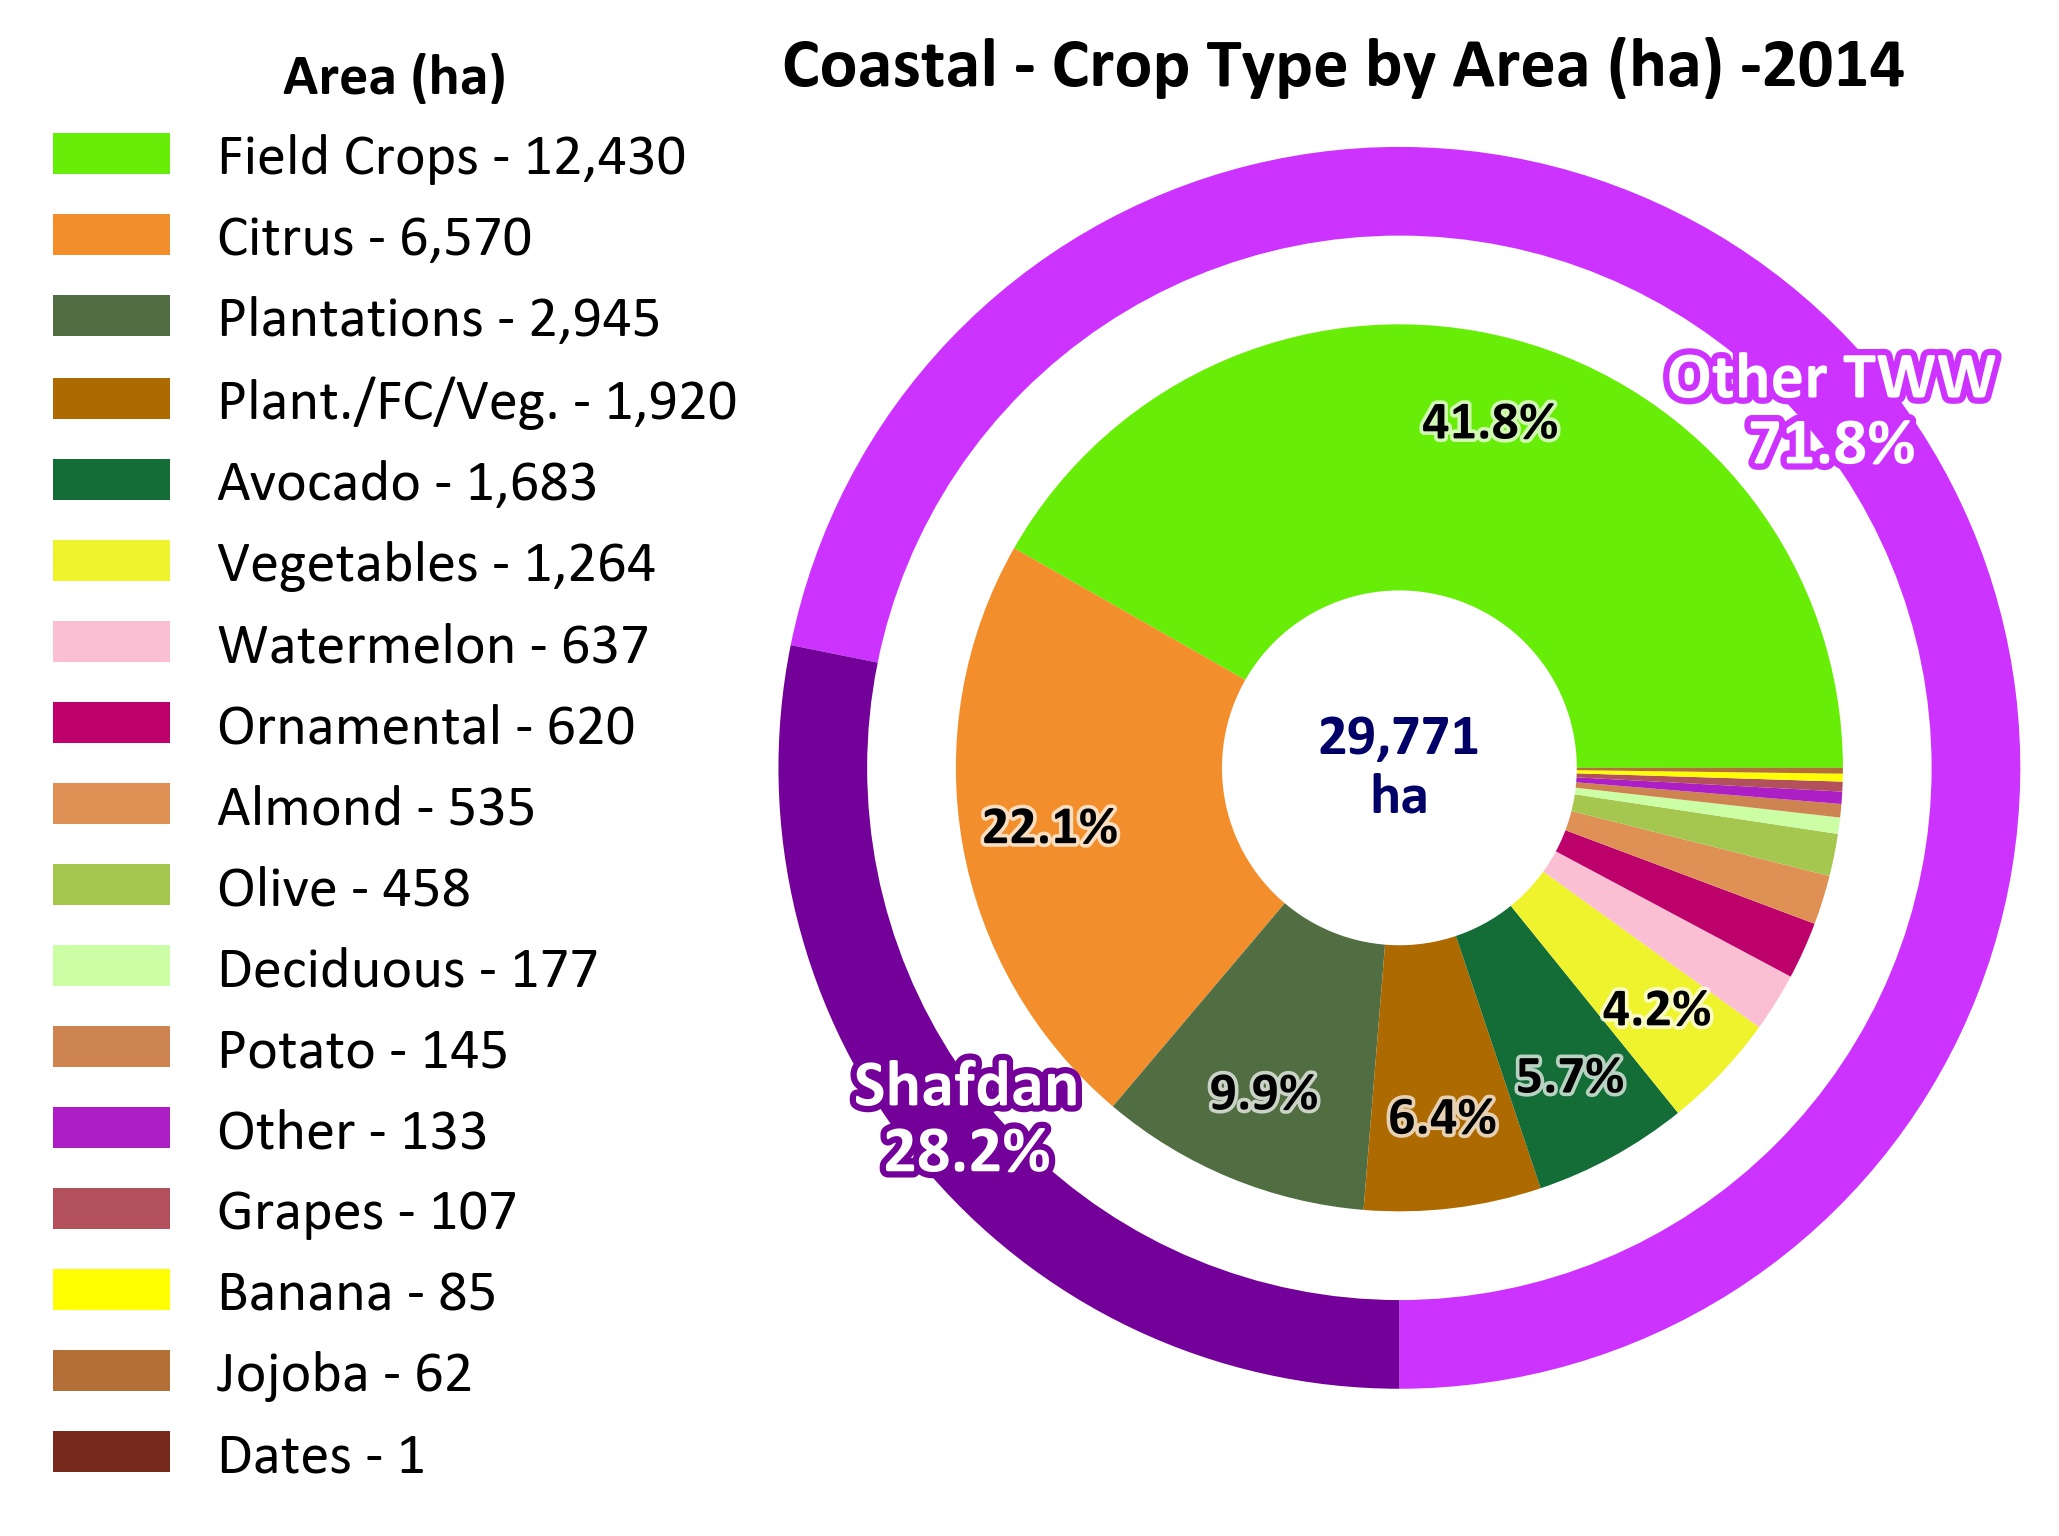 Coastal - Crop Type by Area (ha) -2014
Area (ha)
Field Crops - 12,430
Citrus - 6,570
Plantations - 2,945
Plant./FC/Veg. - 1,920
Avocado - 1,683
Vegetables - 1,264
Watermelon - 637
Ornamental - 620
Almond - 535
Olive - 458
Deciduous - 177
Potato - 145
Other - 133
Grapes - 107
Banana - 85
Jojoba - 62
Dates - 1
Other TWW
71.8%
41.8%
29,771
ha
22.1%
4.2%
5.7%
9.9%
6.4%
Shafdan
28.2%